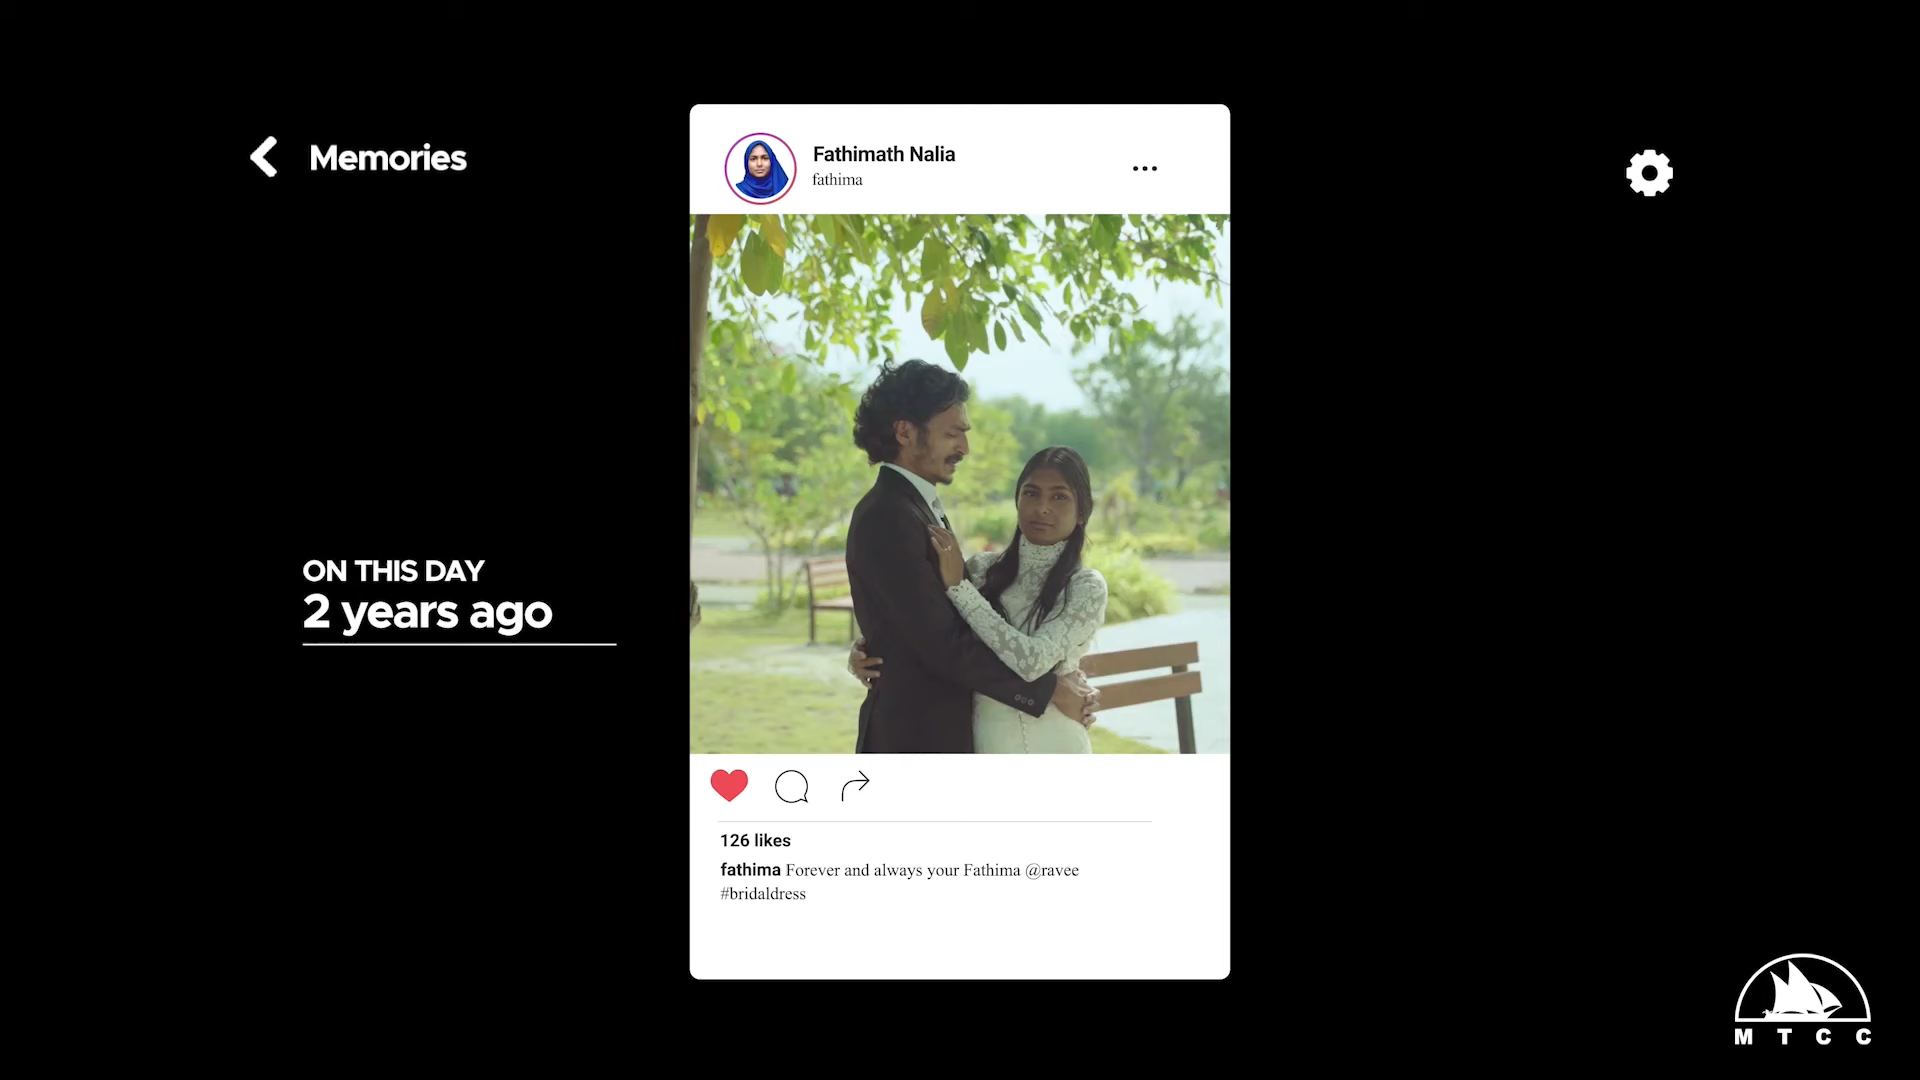 Memories
Fathimath Nalia
fathima
ON THIS DAY
2 years ago
126 likes
fathima Forever and always your Fathima @ravee
#bridaldress
MTCC